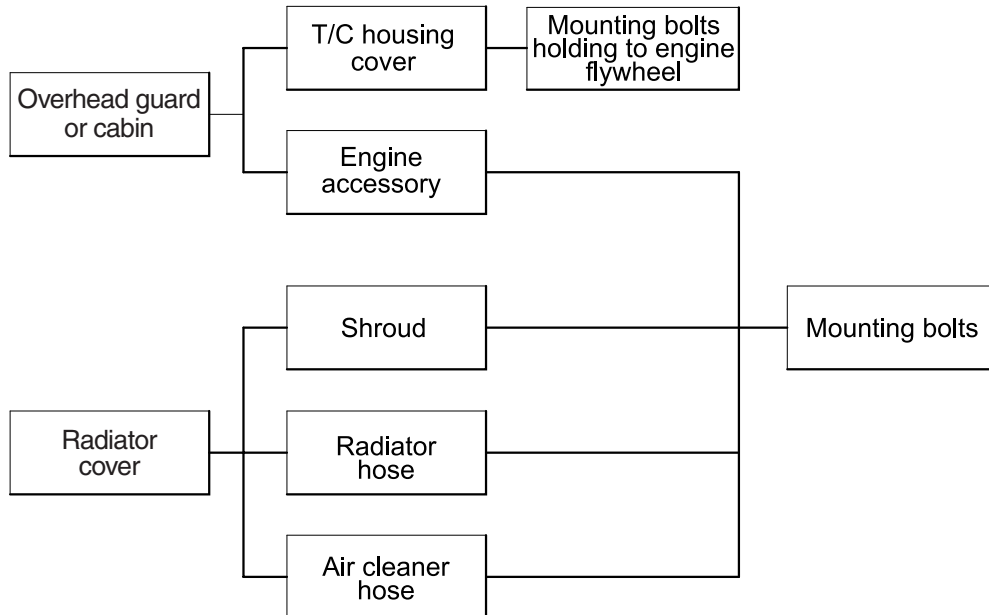 T/C housing
cover
Mounting bolts
holding to engine
flywheel
Overhead guard
or cabin
Engine
accessory
Shroud
Mounting bolts
Radiator
cover
Radiator
hose
Air cleaner
hose